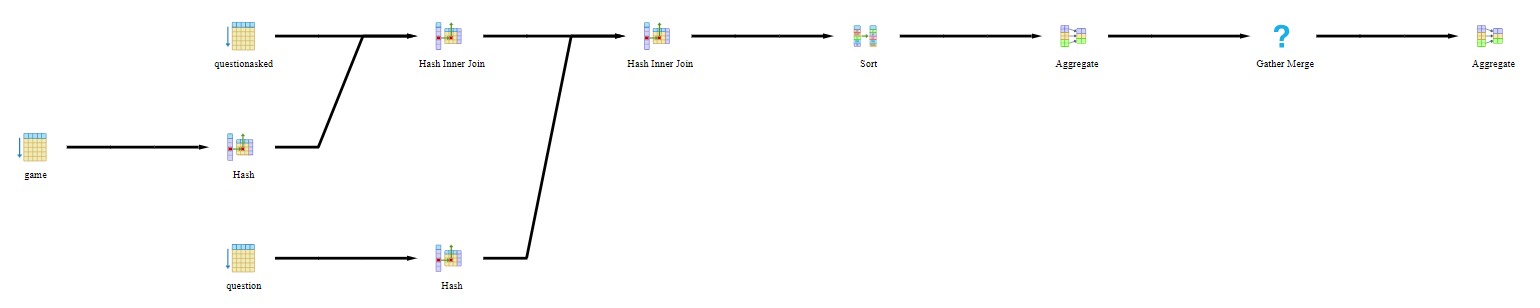 questionasked
Hash Inner Join
Hash Inner Join
Sort
Aggregate
?
Gather Merge
Aggregate
game
Hash
question
Hash